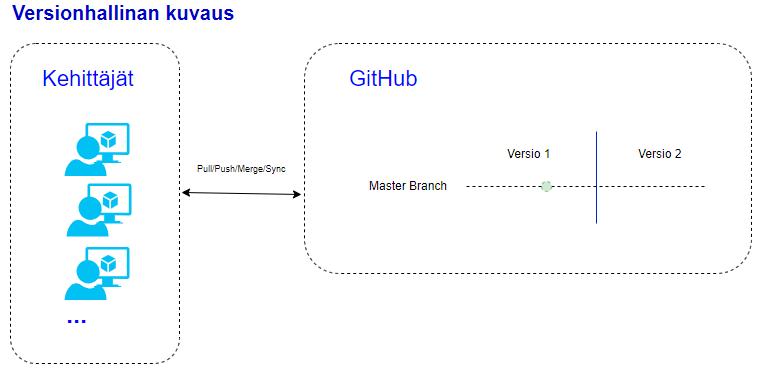 Versionhallinan kuvaus
Kehittäjät
...
Pull/Push/Merge/Sync
GitHub
Versio 1
Versio 2
Master Branch